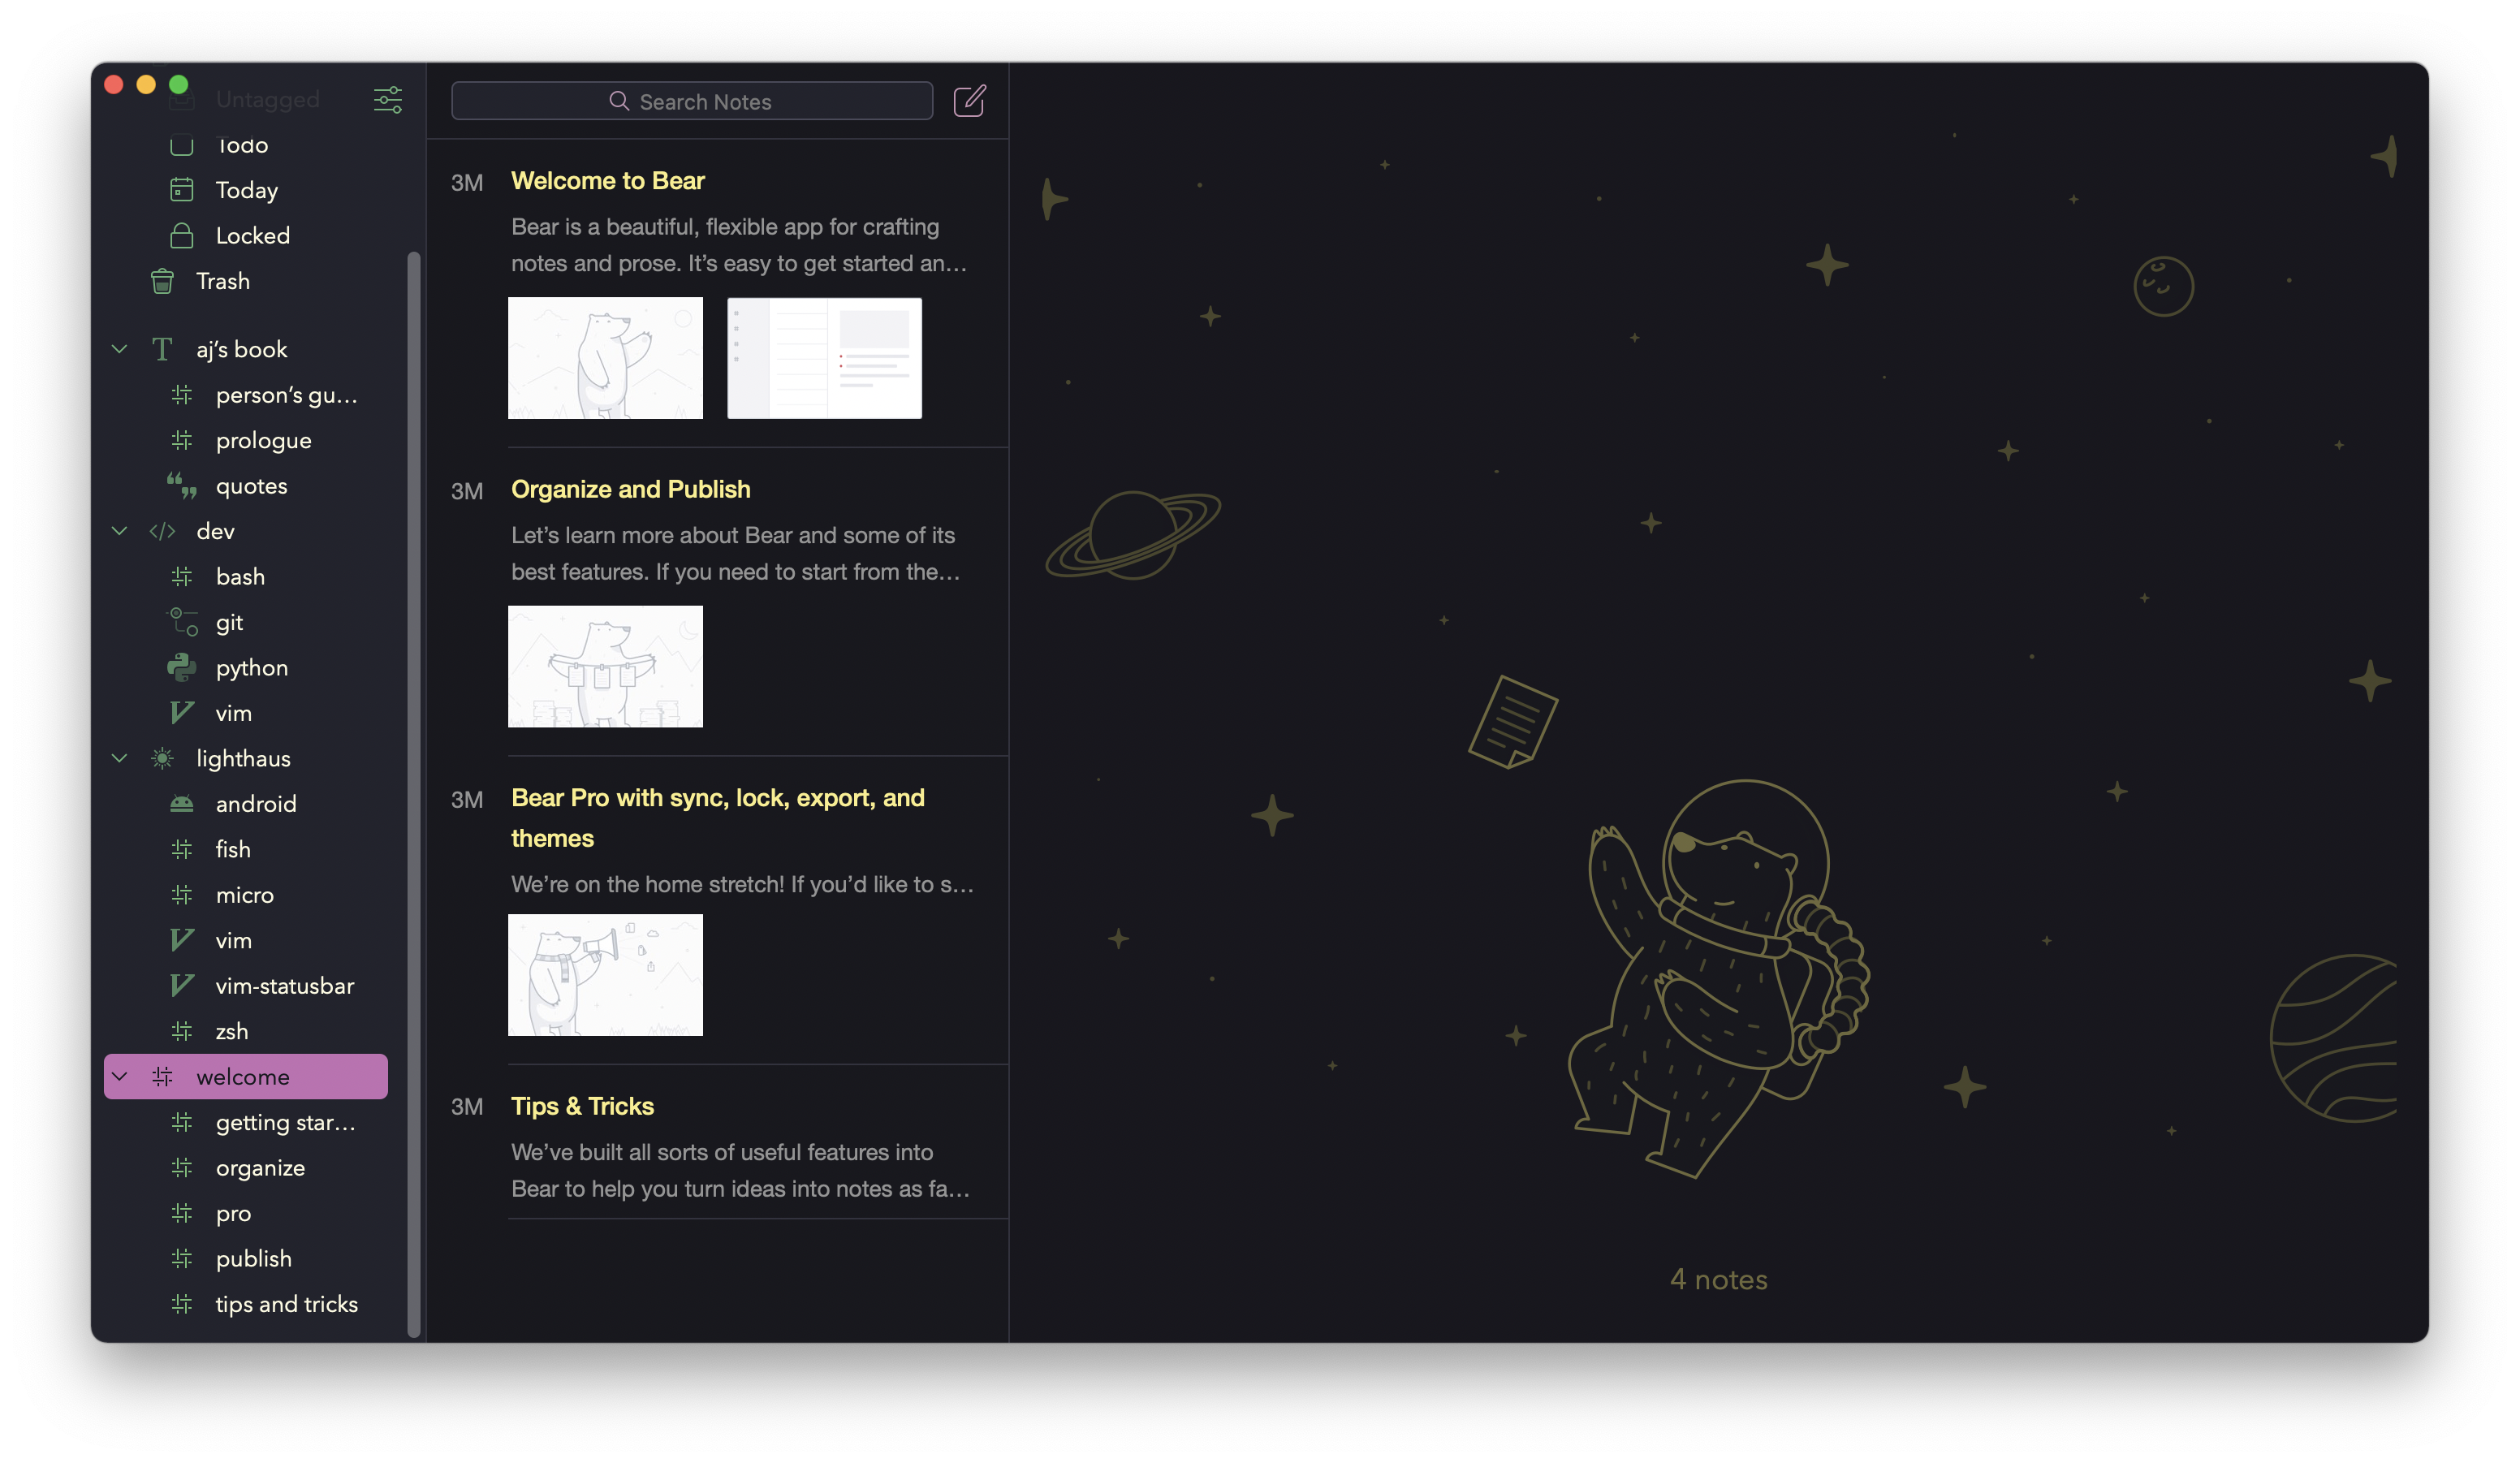 Untagged
Todo
Today
Locked
Trash
aj’s book
person’s gu…
prologue
quotes
dev
bash
git
python
vim
lighthaus
android
fish
micro
vim
vim-statusbar
zsh
welcome
getting star…
organize
pro
publish
tips and tricks
Search Notes
3M
Welcome to Bear
Bear is a beautiful, flexible app for crafting
notes and prose. It’s easy to get started an…
3M
Organize and Publish
Let’s learn more about Bear and some of its
best features. If you need to start from the…
3M
Bear Pro with sync, lock, export, and
themes
We’re on the home stretch! If you’d like to s…
3M
Tips & Tricks
We’ve built all sorts of useful features into
Bear to help you turn ideas into notes as fa…
4 notes